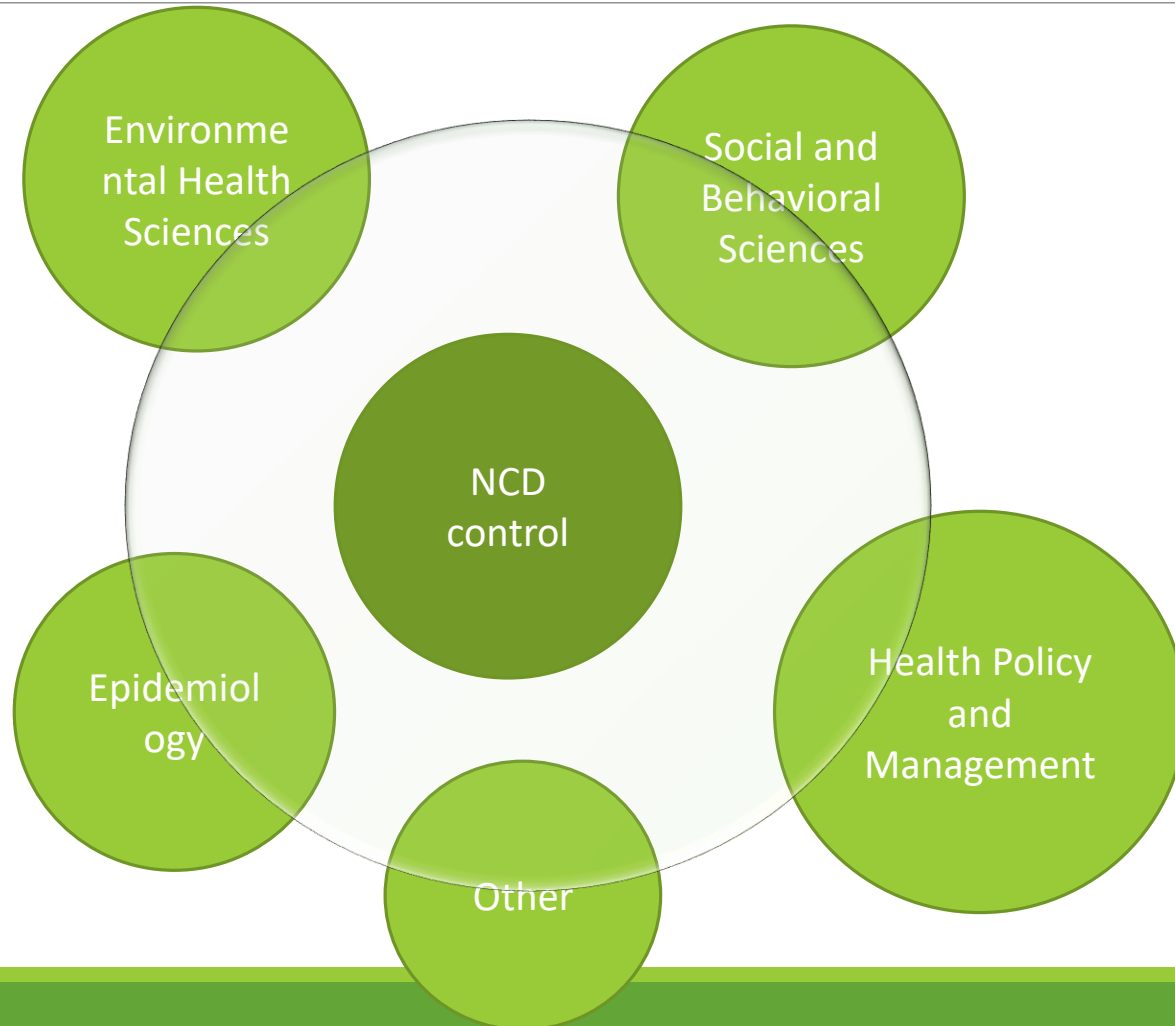 Environme
ntal Health
Sciences
Social and
Behavioral
Sciences
NCD
control
Epidemiol
ogy
Health Policy
and
Management
Other